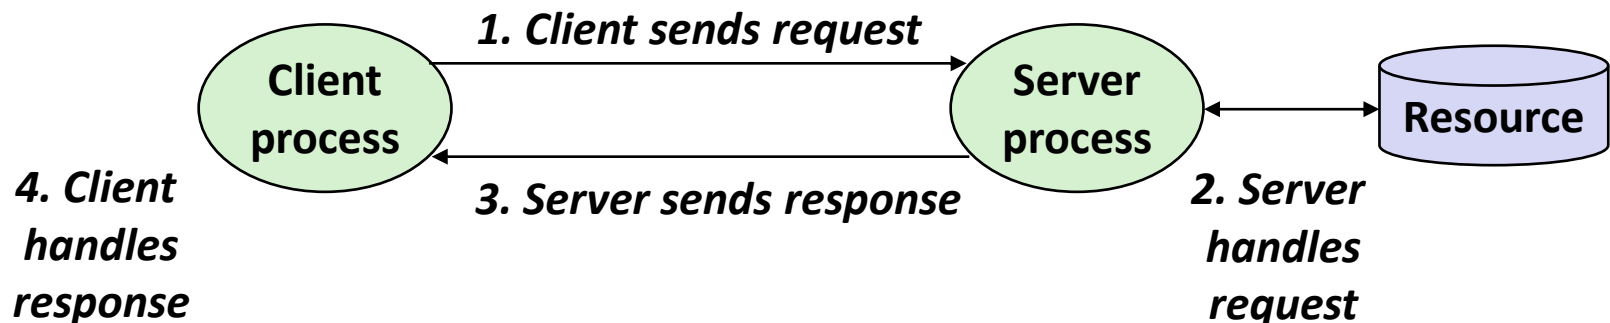 1. Client sends request
Client
process
Server
process
Resource
3. Server sends response
4. Client
handles
response
2. Server
handles
request